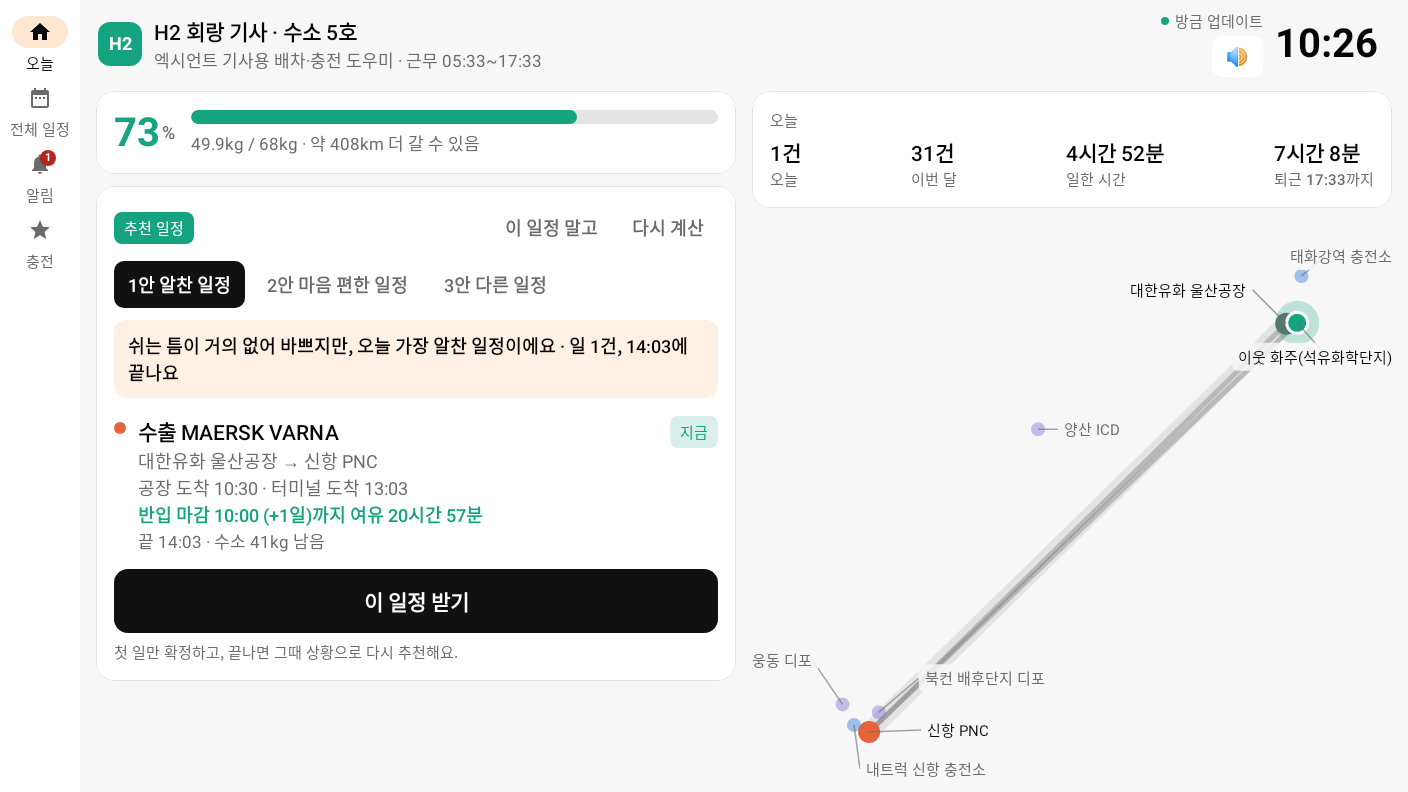 오늘
전체 일정
1
알림
충전
H2
H2 회랑 기사 · 수소 5호
엑시언트 기사용 배차·충전 도우미 · 근무 05:33~17:33
방금 업데이트
10:26
73%
49.9kg / 68kg · 약 408km 더 갈 수 있음
추천 일정
이 일정 말고
다시 계산
1안 알찬 일정
2안 마음 편한 일정
3안 다른 일정
쉬는 틈이 거의 없어 바쁘지만, 오늘 가장 알찬 일정이에요 · 일 1건, 14:03에
끝나요
수출 MAERSK VARNA
지금
대한유화 울산공장 → 신항 PNC
공장 도착 10:30 · 터미널 도착 13:03
반입 마감 10:00 (+1일)까지 여유 20시간 57분
끝 14:03 · 수소 41kg 남음
이 일정 받기
첫 일만 확정하고, 끝나면 그때 상황으로 다시 추천해요.
오늘
1건
오늘
31건
이번 달
4시간 52분
일한 시간
7시간 8분
퇴근 17:33까지
태화강역 충전소
대한유화 울산공장
이웃 화주(석유화학단지)
양산 ICD
웅동 디포
북컨 배후단지 디포
신항 PNC
내트럭 신항 충전소